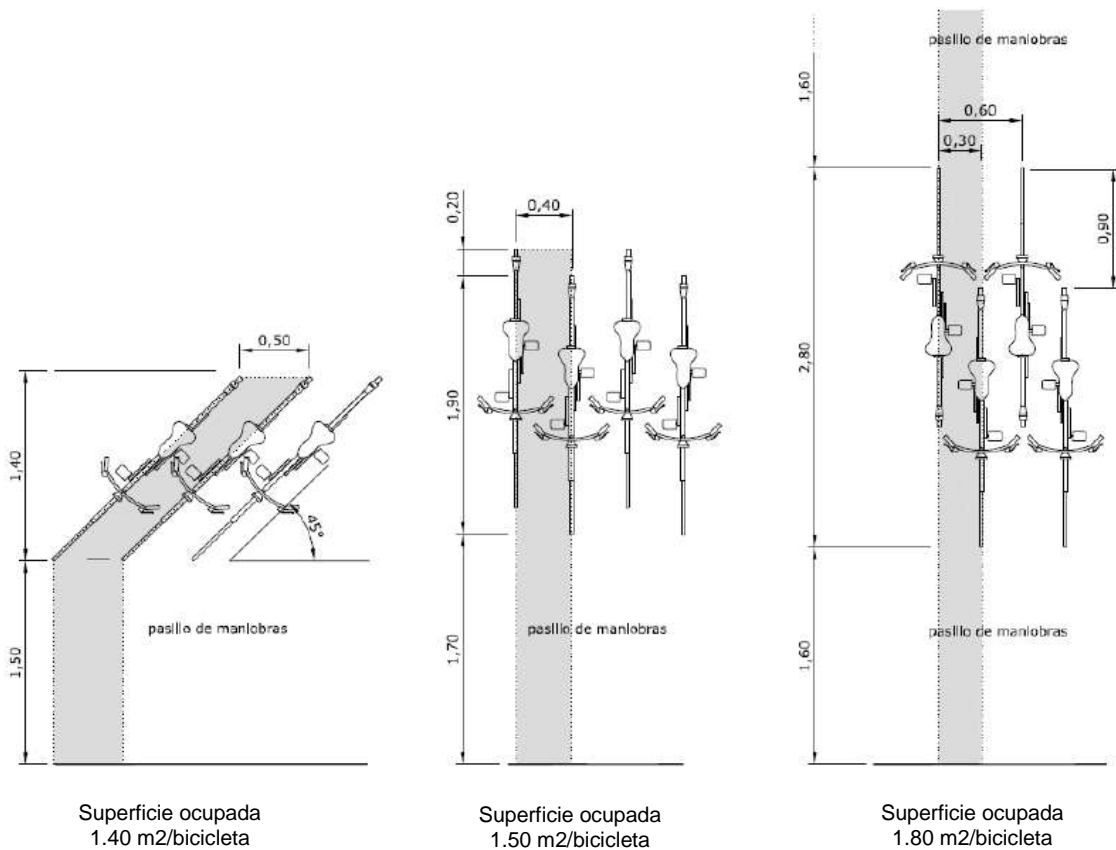 0,50
1,40
45º
pasillo de maniobras
1,50
Superficie ocupada
1.40 m2/bicicleta
0,20
0,40
1,90
pasillo de maniobras
1,70
Superficie ocupada
1.50 m2/bicicleta
pasillo de maniobras
1,60
0,60
0,30
0,90
2,80
pasillo de maniobras
1,60
Superficie ocupada
1.80 m2/bicicleta